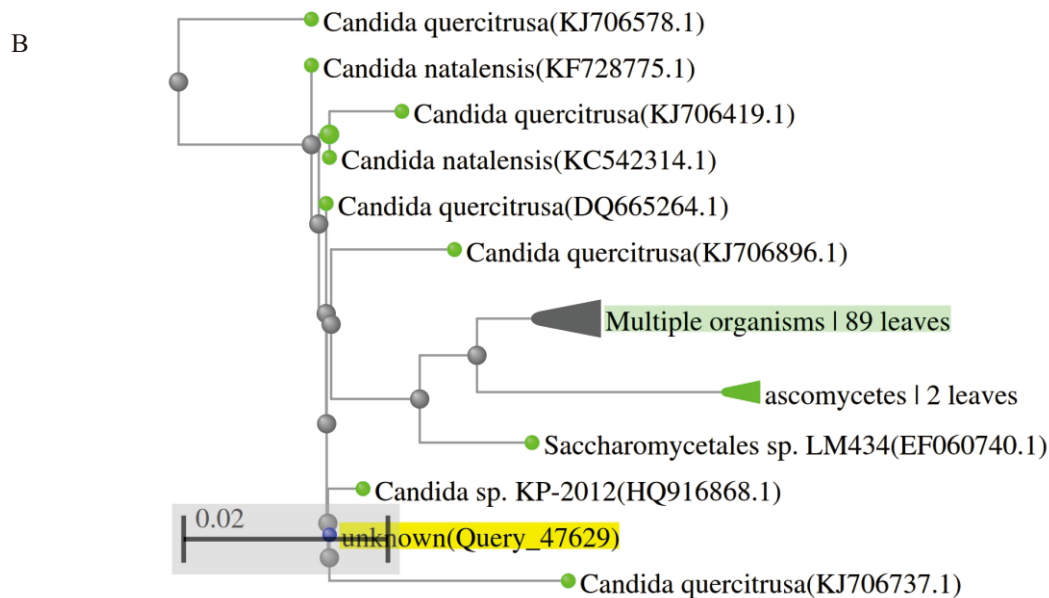 Candida quercitrusa(KJ706578.1)
B
Candida natalensis(KF728775.1)
Candida quercitrusa(KJ706419.1)
Candida natalensis(KC542314.1)
Candida quercitrusa(DQ665264.1)
Candida quercitrusa(KJ706896.1)
Multiple organisms | 89 leaves
ascomycetes | 2 leaves
Saccharomycetales sp. LM434(EF060740.1)
Candida sp. KP-2012(HQ916868.1)
0.02
unknown(Query_47629)
Candida quercitrusa(KJ706737.1)